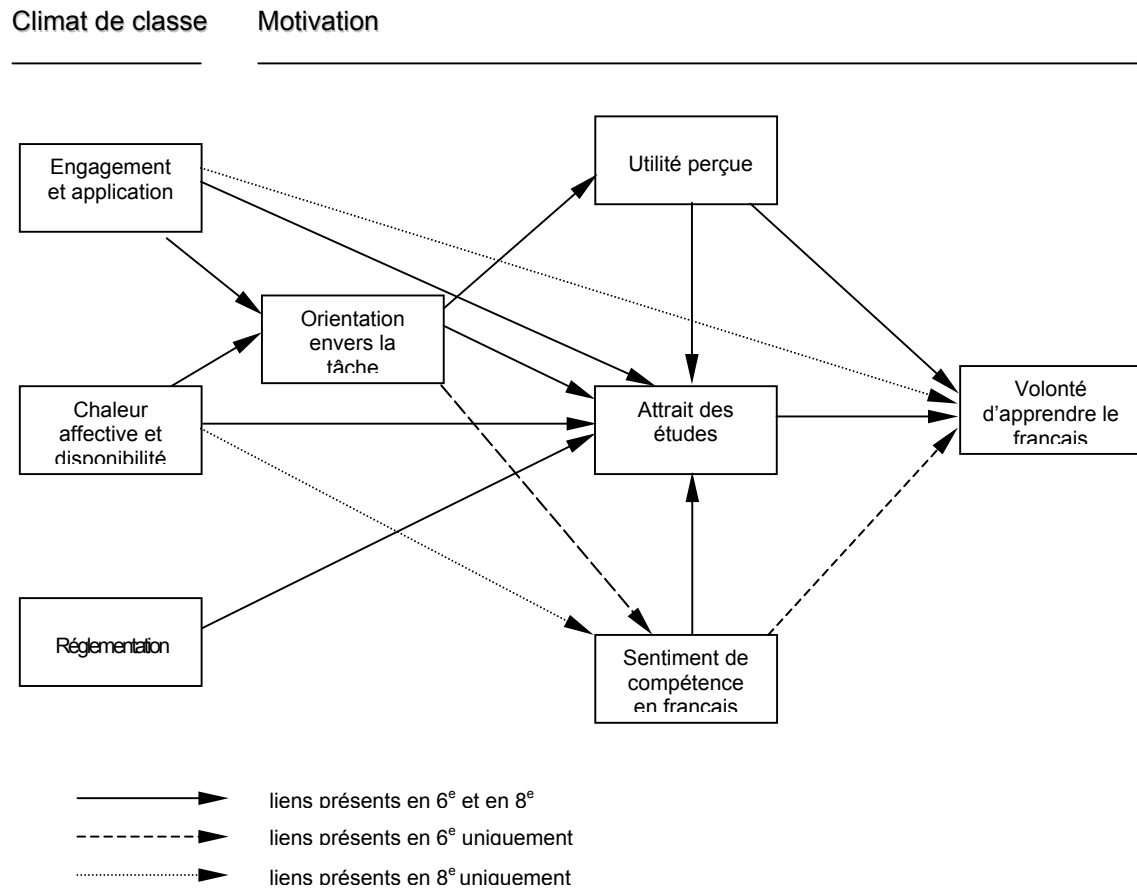 Climat de classe
Motivation
Engagement
et application
Utilité perçue
Orientation
envers la
tâche
Chaleur
affective et
disponibilité
Attrait des
études
Volonté
d'apprendre le
français
Réglementation
Sentiment de
compétence
en français
liens présents en 6e et en 8e
liens présents en 6e uniquement
liens présents en 8e uniquement